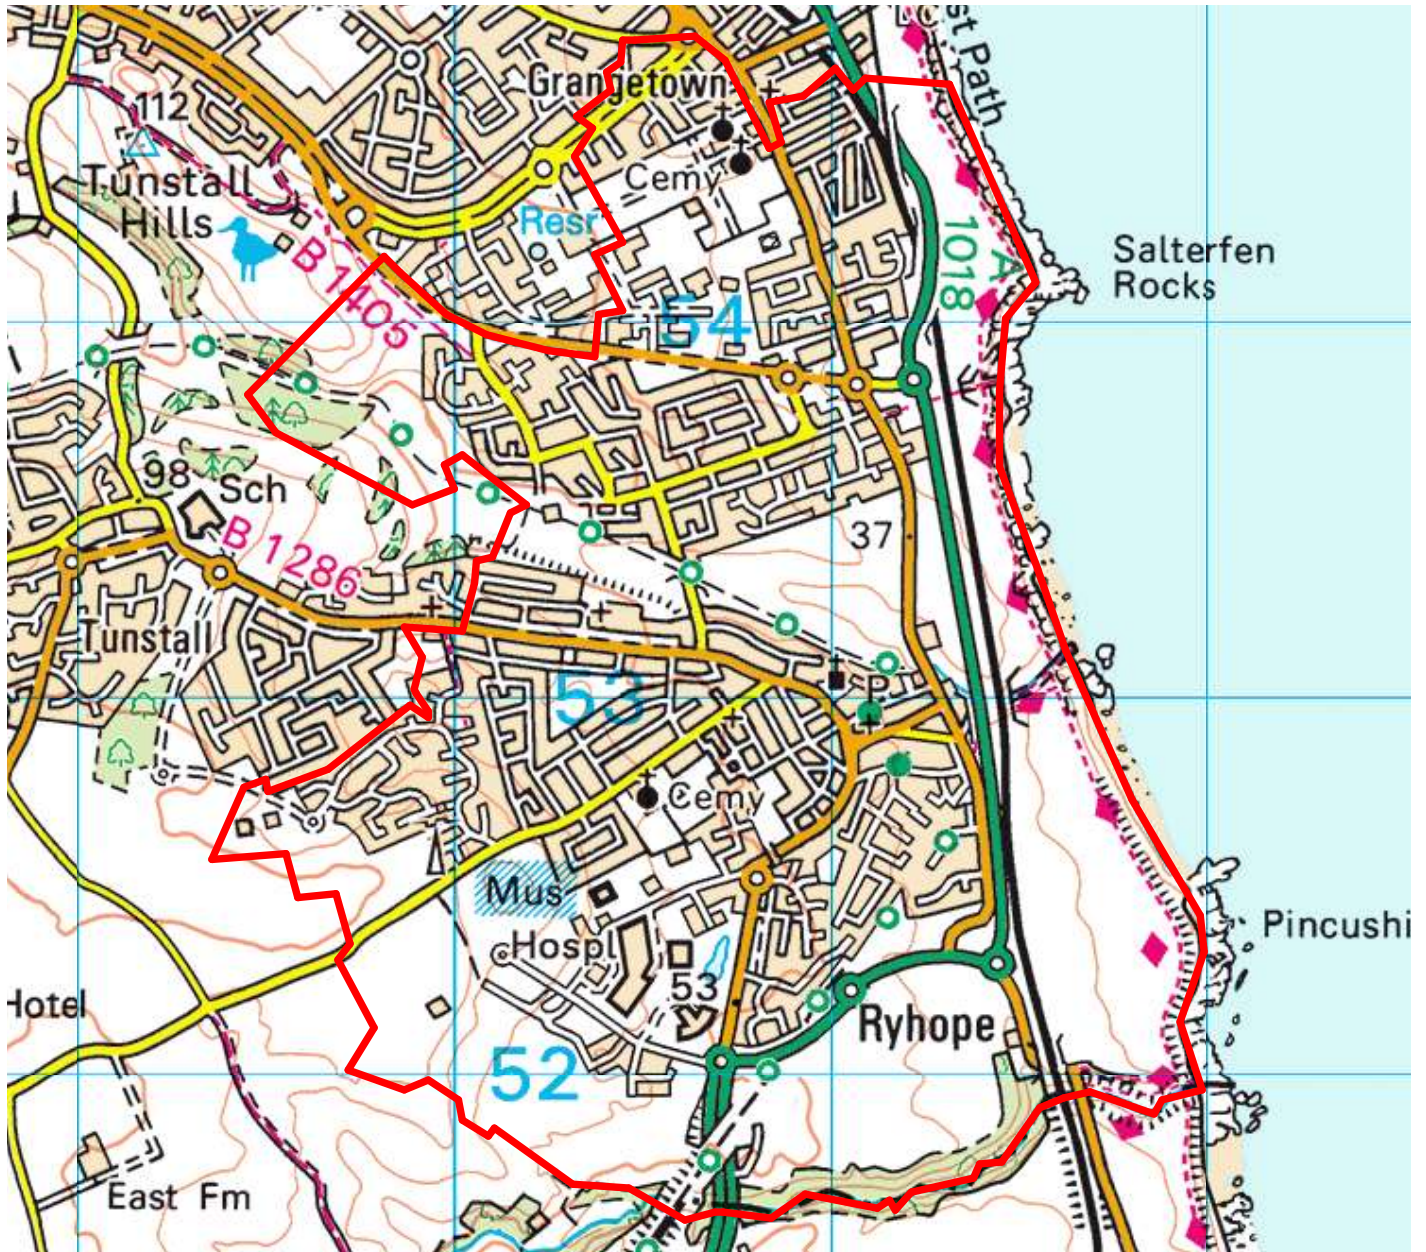 st Path
Grangetown
112
Tunstall
Hills
Cemy
Resr
B 1405
A 1018
54
Salterfen
Rocks
98
Sch
B 1286
37
Tunstall
53
P
Cemy
Mus
Hospl
53
Pincushi
Hotel
Ryhope
52
East Fm